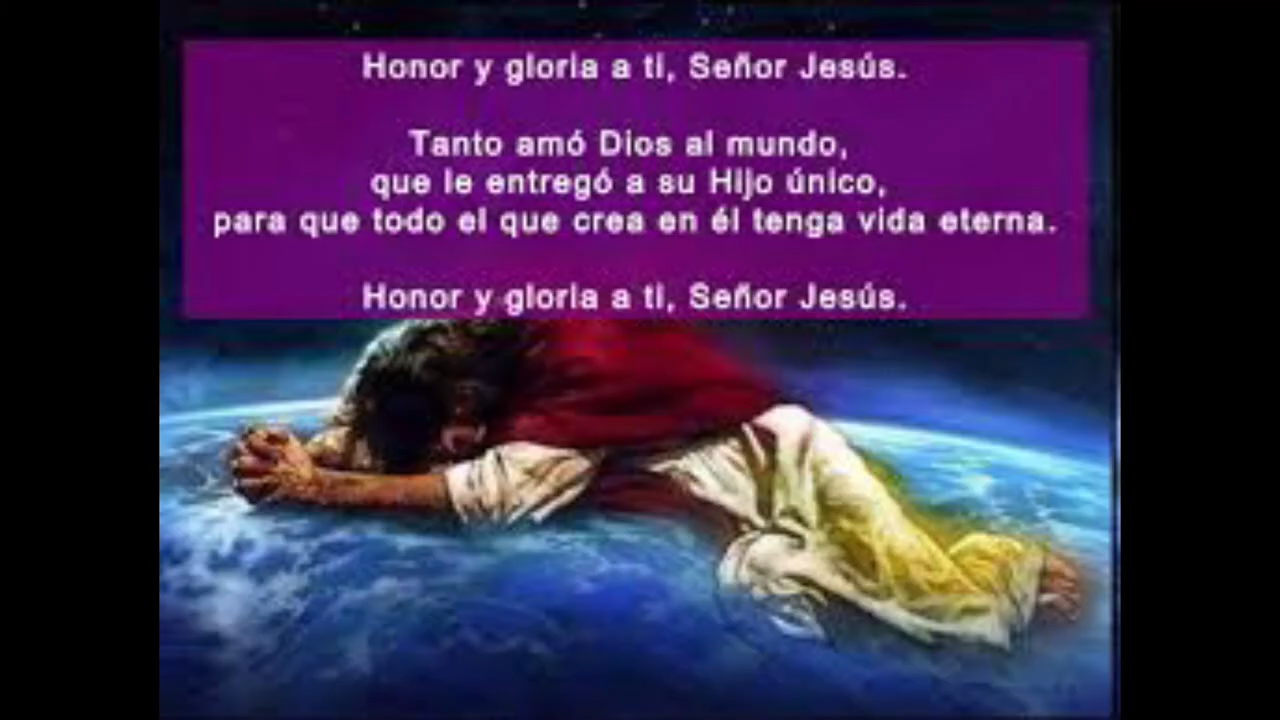 Honor y gloria a ti, Señor Jesús.
Tanto amó Dios al mundo,
que le entregó a su Hijo único,
para que todo el que crea en él tenga vida eterna.
Honor y gloria a ti, Señor Jesús.